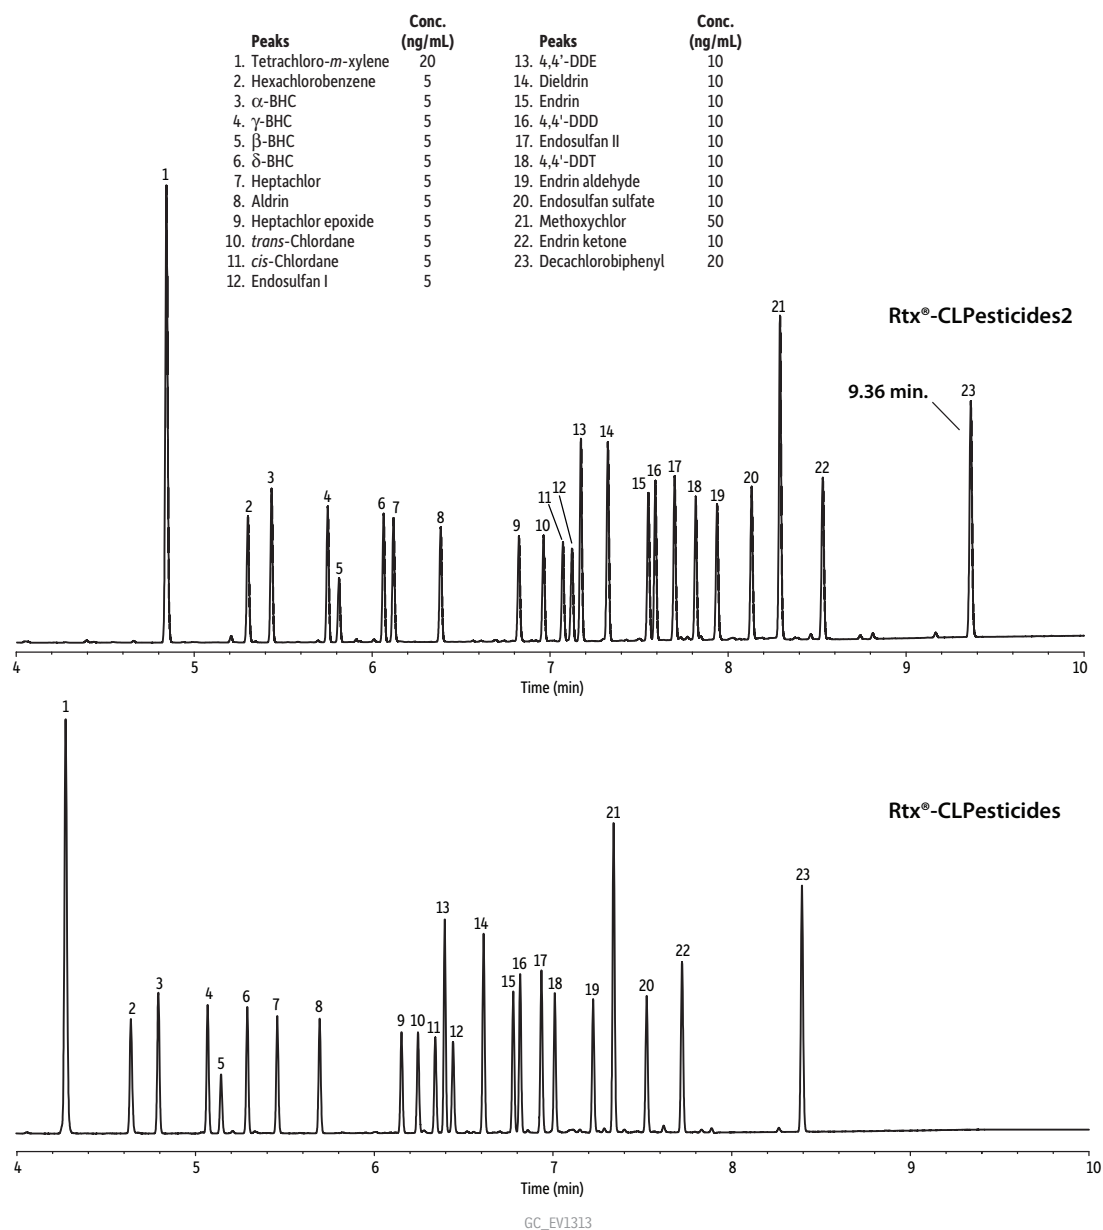 Peaks Conc. (ng/mL)
1. Tetrachloro-m-xylene 20
2. Hexachlorobenzene 5
3. α-BHC 5
4. γ-BHC 5
5. β-BHC 5
6. δ-BHC 5
7. Heptachlor 5
8. Aldrin 5
9. Heptachlor epoxide 5
10. trans-Chlordane 5
11. cis-Chlordane 5
12. Endosulfan I 5
Peaks Conc. (ng/mL)
13. 4,4’-DDE 10
14. Dieldrin 10
15. Endrin 10
16. 4,4'-DDD 10
17. Endosulfan II 10
18. 4,4'-DDT 10
19. Endrin aldehyde 10
20. Endosulfan sulfate 10
21. Methoxychlor 50
22. Endrin ketone 10
23. Decachlorobiphenyl 20
Rtx®-CLPesticides2
9.36 min.
1 2 3 4 5 6 7 8 9 10 11 12 13 14 15 16 17 18 19 20 21 22 23
4 5 6 7 8 9 10
Time (min)
Rtx®-CLPesticides
1 2 3 4 5 6 7 8 9 10 11 13 12 14 15 16 17 18 19 21 20 22 23
4 5 6 7 8 9 10
Time (min)
GC_EV1313